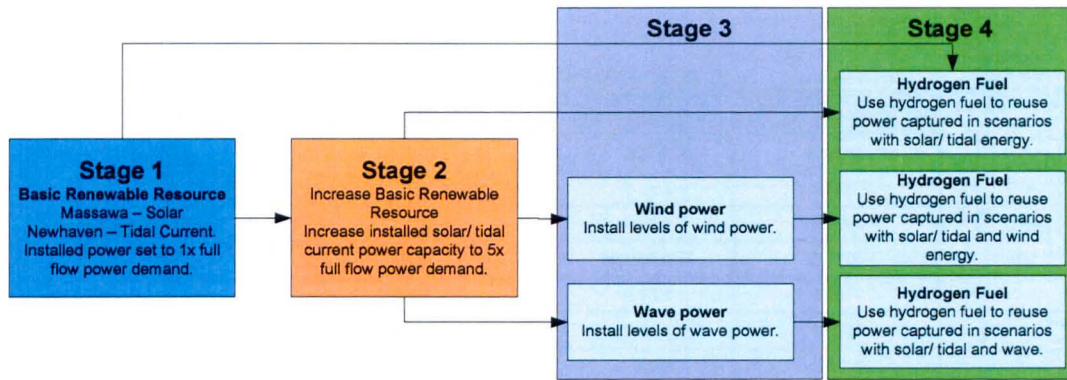 Stage 1
Basic Renewable Resource
Massawa – Solar
Newhaven – Tidal Current.
Installed power set to 1x full
flow power demand.
Stage 2
Increase Basic Renewable
Resource
Increase installed solar/ tidal
current power capacity to 5x
full flow power demand.
Stage 3
Wind power
Install levels of wind power.
Wave power
Install levels of wave power.
Stage 4
Hydrogen Fuel
Use hydrogen fuel to reuse
power captured in scenarios
with solar/ tidal energy.
Hydrogen Fuel
Use hydrogen fuel to reuse
power captured in scenarios
with solar/ tidal and wind
energy.
Hydrogen Fuel
Use hydrogen fuel to reuse
power captured in scenarios
with solar/ tidal and wave.